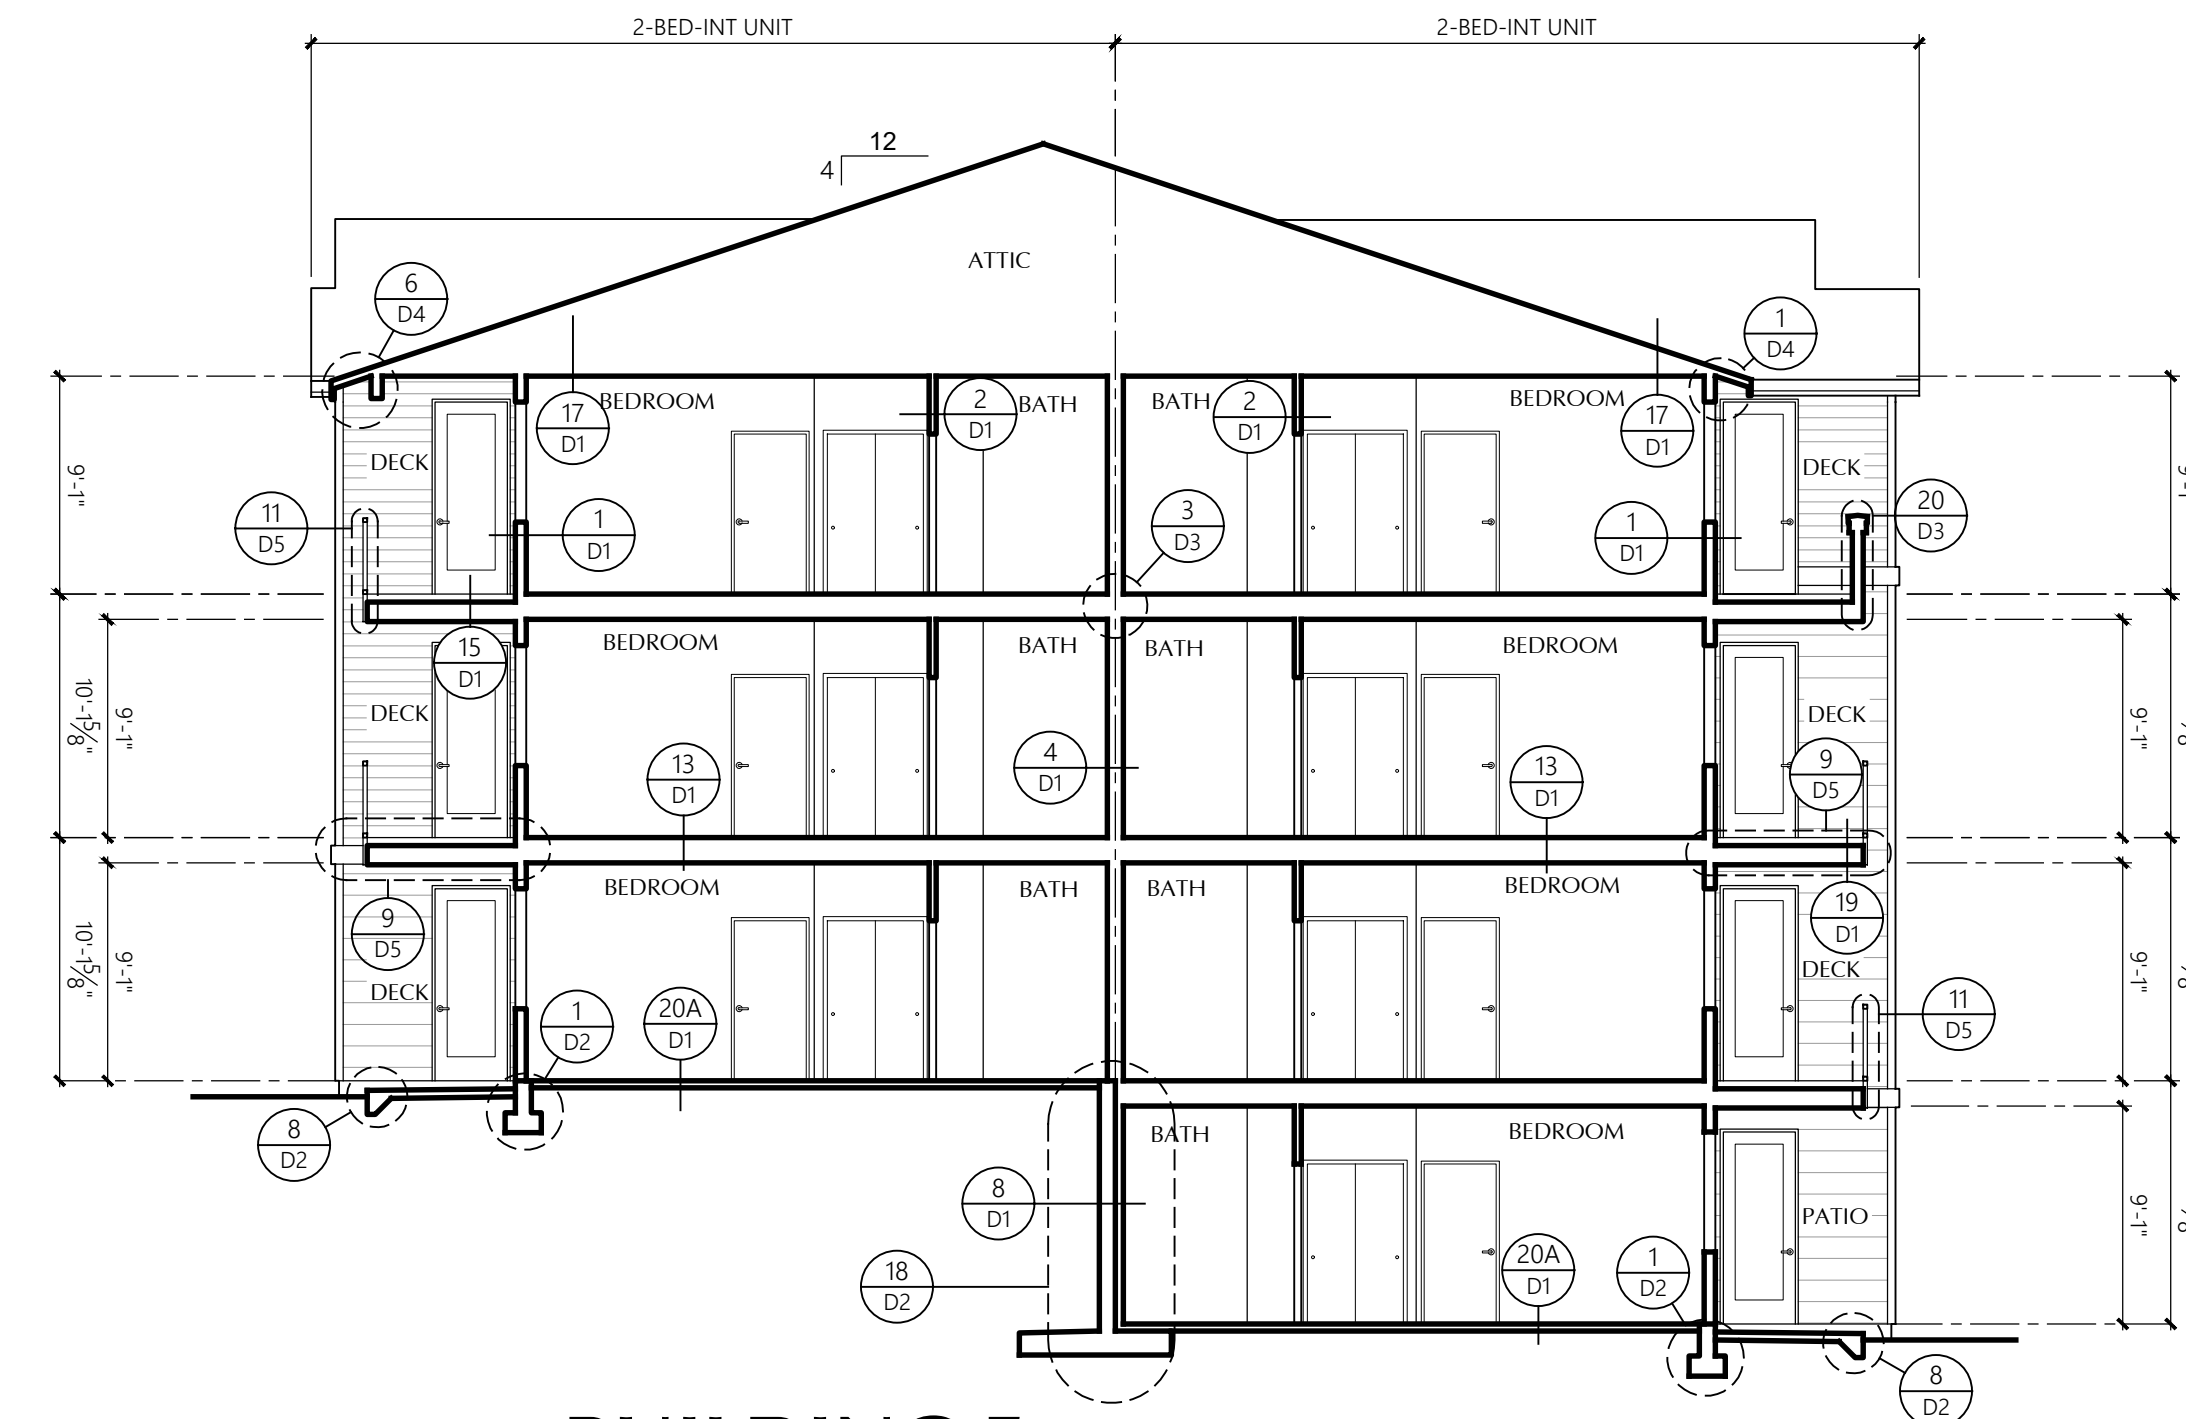 2-BED-INT UNIT
2-BED-INT UNIT
12
4
ATTIC
6
D4
1
D4
BEDROOM
17
D1
2
D1
BATH
BATH
2
D1
BEDROOM
17
D1
DECK
DECK
9'-1"
11
D5
1
D1
3
D3
1
D1
20
D3
15
D1
BEDROOM
BATH
BATH
BEDROOM
DECK
DECK
10'-1 5/8"
9'-1"
13
D1
4
D1
13
D1
9
D5
9'-1"
BEDROOM
BATH
BATH
BEDROOM
9
D5
19
D1
DECK
DECK
10'-1 5/8"
9'-1"
1
D2
20A
D1
11
D5
9'-1"
8
D2
BATH
BEDROOM
8
D1
PATIO
9'-1"
18
D2
20A
D1
1
D2
8
D2